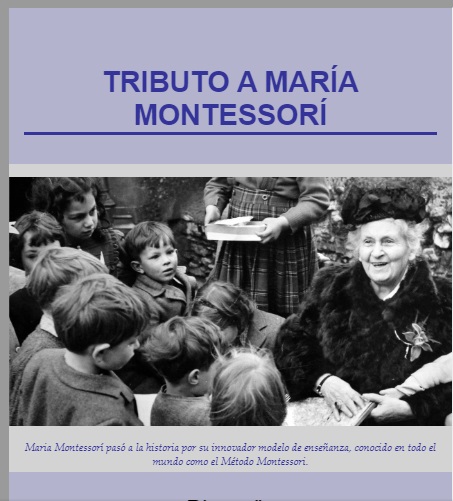 TRIBUTO A MARÍA
MONTESSORÍ
Maria Montessorí pasó a la historia por su innovador modelo de enseñanza, conocido en todo el
mundo como el Método Montessori.